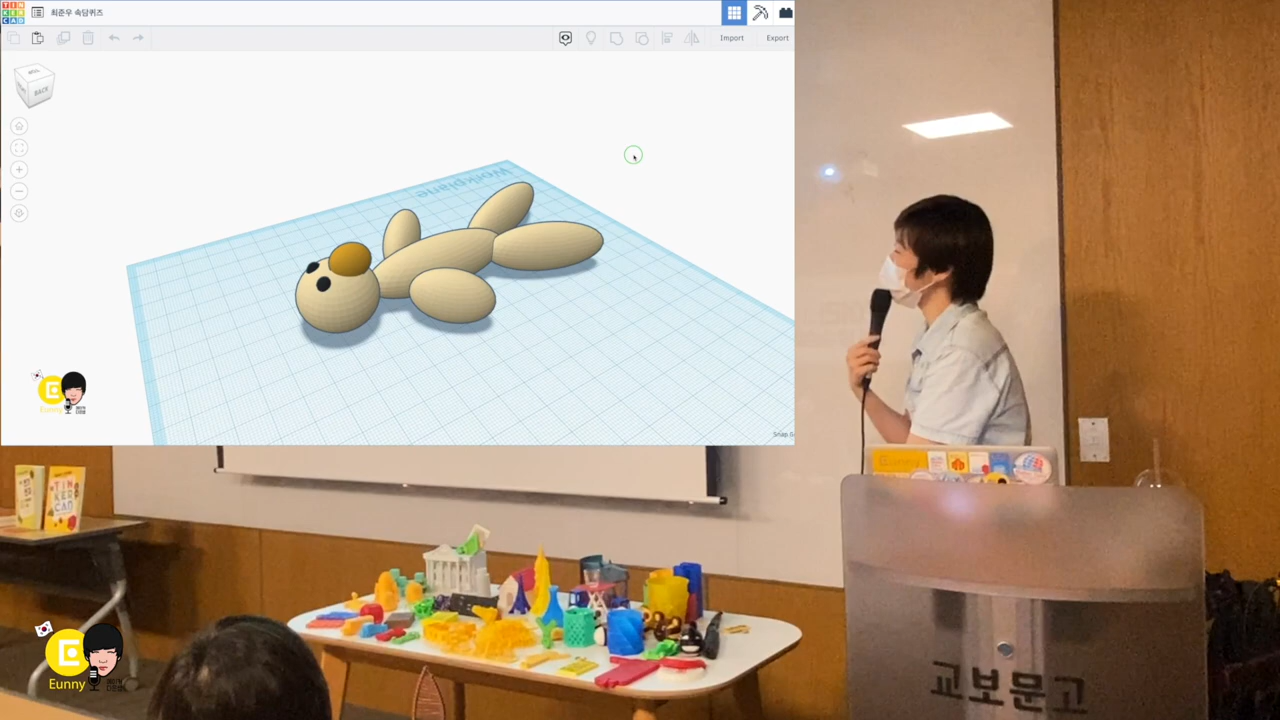 TIN
KER
CAD
최준우 속담퀴즈
Import
Export
BACK
Workplane
Eunny
Snap G
TIN
KER
CAD
Eunny
교보문고